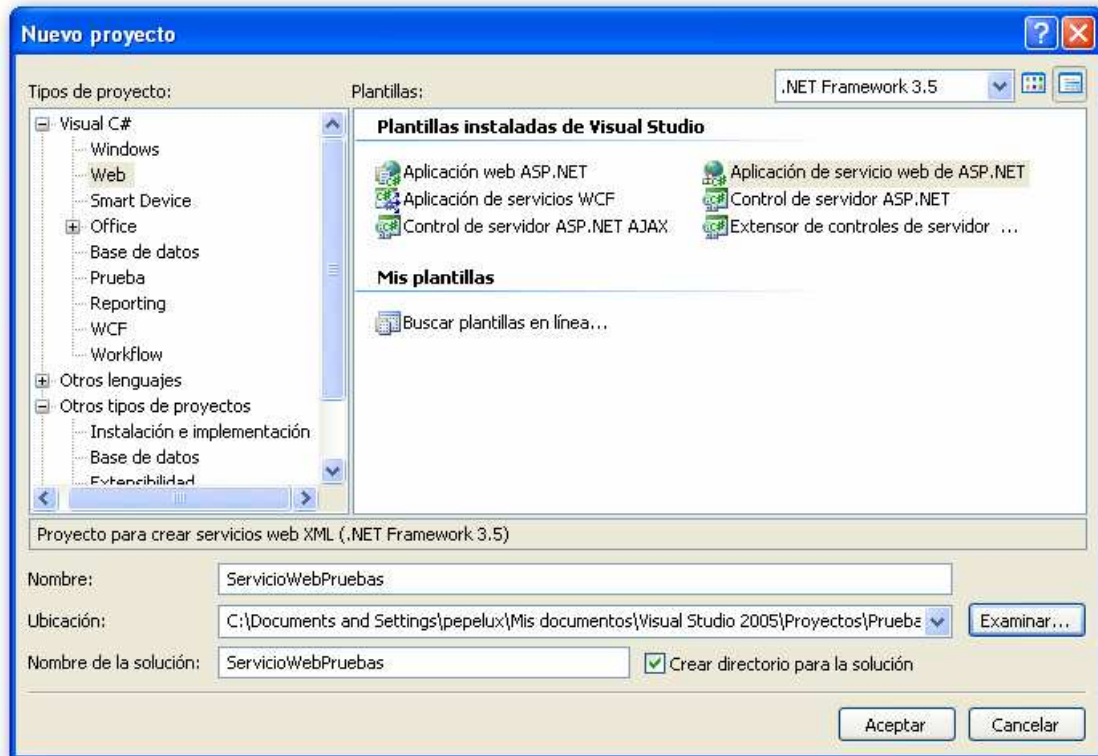 Nuevo proyecto
Tipos de proyecto:
Plantillas:
.NET Framework 3.5
Visual C#
Windows
Web
Smart Device
Office
Base de datos
Prueba
Reporting
WCF
Workflow
Otros lenguajes
Otros tipos de proyectos
Instalación e implementación
Base de datos
Extensibilidad
Plantillas instaladas de Visual Studio
Aplicación web ASP.NET
Aplicación de servicio web de ASP.NET
Aplicación de servicios WCF
Control de servidor ASP.NET
Control de servidor ASP.NET AJAX
Extensor de controles de servidor ...
Mis plantillas
Buscar plantillas en línea...
Proyecto para crear servicios web XML (.NET Framework 3.5)
Nombre:
ServicioWebPruebas
Ubicación:
C:\Documents and Settings\pepelux\Mis documentos\Visual Studio 2005\Proyectos\Prueba
Examinar...
Nombre de la solución:
ServicioWebPruebas
Crear directorio para la solución
Aceptar
Cancelar